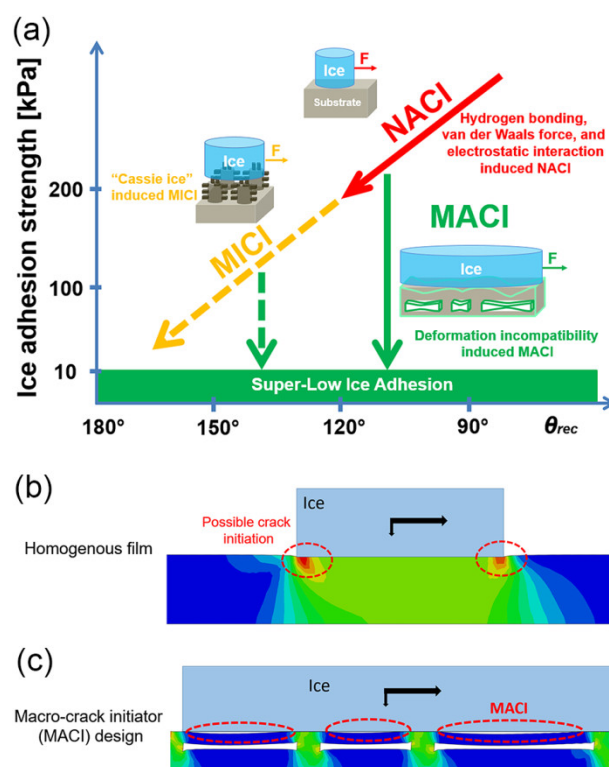 (a)
Ice adhesion strength [kPa]
200
100
10
Ice
F
Substrate
NACI
Hydrogen bonding,
van der Waals force, and
electrostatic interaction
induced NACI
Ice
F
“Cassie ice”
induced MICI
MICI
MACI
Ice
F
Deformation incompatibility
induced MACI
Super-Low Ice Adhesion
180° 150° 120° 90° θrec
(b)
Ice
Possible crack
initiation
Homogenous film
(c)
Ice
MACI
Macro-crack initiator
(MACI) design